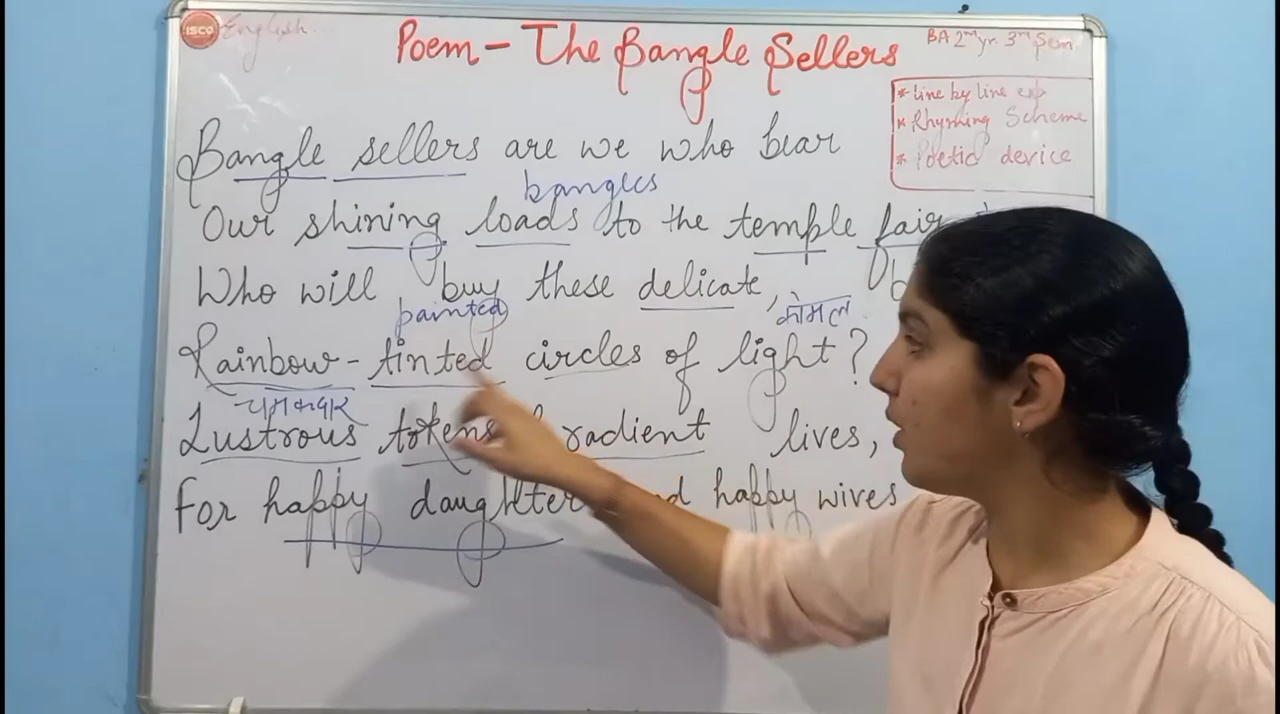 ISCO English...
Poem - The Bangle Sellers
BA 2nd yr. 3rd Sem
* line by line exp
* Rhyming Scheme
* Poetic device
Bangle sellers are we who bear
bangles
Our shining loads to the temple fair
Who will buy these delicate,
painted कोमल
Rainbow-tinted circles of light?
चमकदार
Lustrous tokens radient lives,
For happy daughter happy wives